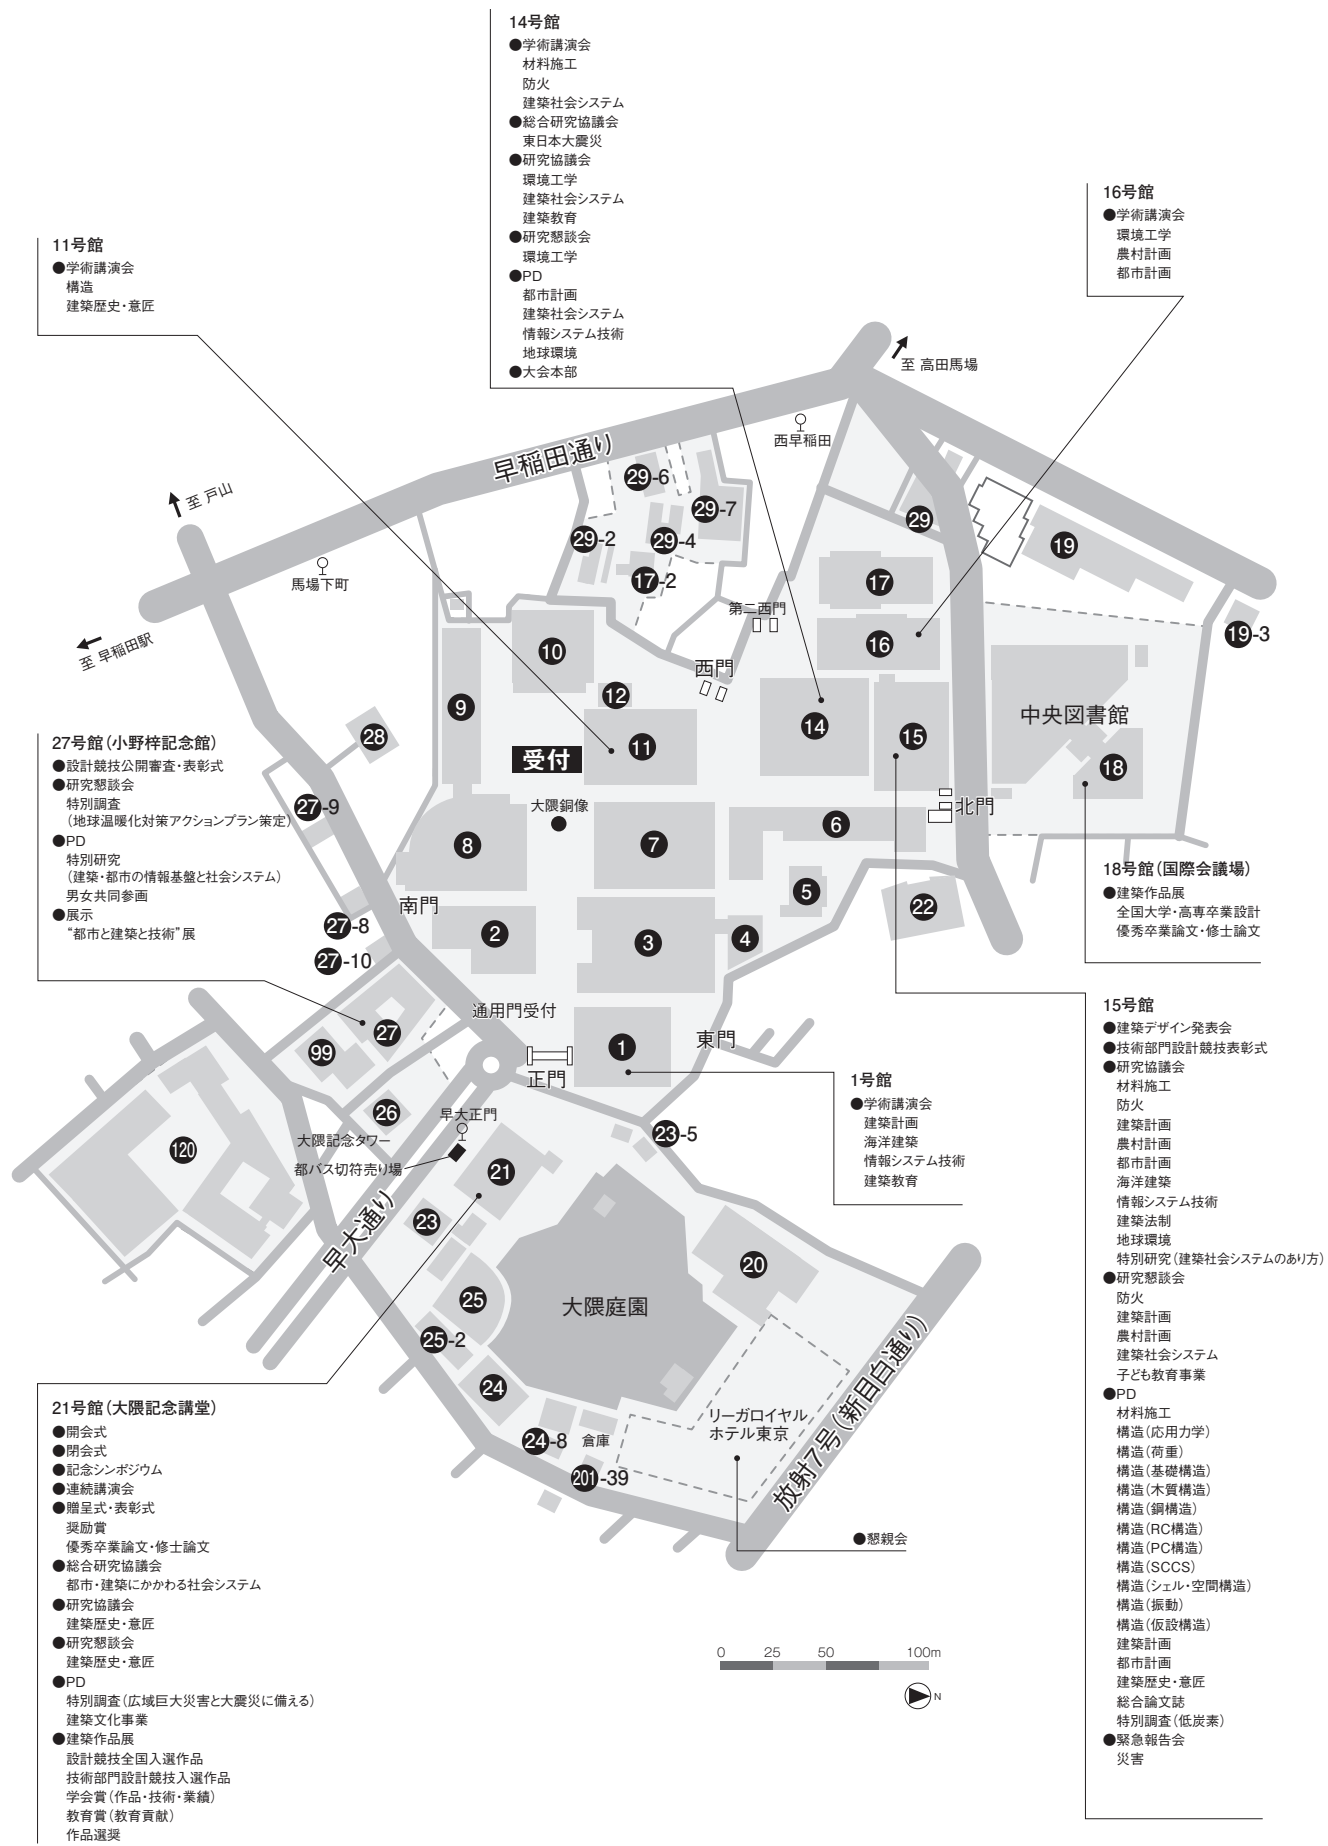 14号館
●学術講演会
材料施工
防火
建築社会システム
●総合研究協議会
東日本大震災
●研究協議会
環境工学
建築社会システム
建築教育
●研究懇談会
環境工学
●PD
都市計画
建築社会システム
情報システム技術
地球環境
●大会本部
16号館
●学術講演会
環境工学
農村計画
都市計画
11号館
●学術講演会
構造
建築歴史・意匠
至 高田馬場
西早稲田
早稲田通り
至 戸山
馬場下町
至 早稲田駅
29-6
29-7
29-2
29-4
17-2
29
19
19-3
17
第二西門
16
西門
10
12
9
11
14
15
中央図書館
18
28
受付
大隈銅像
27-9
8
7
6
北門
5
22
南門
2
3
4
27-8
27-10
通用門受付
27
99
1
東門
正門
26
早大正門
大隈記念タワー
都バス切符売り場
120
21
23-5
23
早大通り
20
25
大隈庭園
25-2
24
リーガロイヤル
ホテル東京
24-8
倉庫
201-39
放射7号(新目白通り)
●懇親会
27号館(小野梓記念館)
●設計競技公開審査・表彰式
●研究懇談会
特別調査
(地球温暖化対策アクションプラン策定)
●PD
特別研究
(建築・都市の情報基盤と社会システム)
男女共同参画
●展示
“都市と建築と技術”展
18号館(国際会議場)
●建築作品展
全国大学・高専卒業設計
優秀卒業論文・修士論文
1号館
●学術講演会
建築計画
海洋建築
情報システム技術
建築教育
15号館
●建築デザイン発表会
●技術部門設計競技表彰式
●研究協議会
材料施工
防火
建築計画
農村計画
都市計画
海洋建築
情報システム技術
建築法制
地球環境
特別研究(建築社会システムのあり方)
●研究懇談会
防火
建築計画
農村計画
建築社会システム
子ども教育事業
●PD
材料施工
構造(応用力学)
構造(荷重)
構造(基礎構造)
構造(木質構造)
構造(鋼構造)
構造(RC構造)
構造(PC構造)
構造(SCCS)
構造(シェル・空間構造)
構造(振動)
構造(仮設構造)
建築計画
都市計画
建築歴史・意匠
総合論文誌
特別調査(低炭素)
●緊急報告会
災害
21号館(大隈記念講堂)
●開会式
●閉会式
●記念シンポジウム
●連続講演会
●贈呈式・表彰式
奨励賞
優秀卒業論文・修士論文
●総合研究協議会
都市・建築にかかわる社会システム
●研究協議会
建築歴史・意匠
●研究懇談会
建築歴史・意匠
●PD
特別調査(広域巨大災害と大震災に備える)
建築文化事業
●建築作品展
設計競技全国入選作品
技術部門設計競技入選作品
学会賞(作品・技術・業績)
教育賞(教育貢献)
作品選奨
0 25 50 100m
N